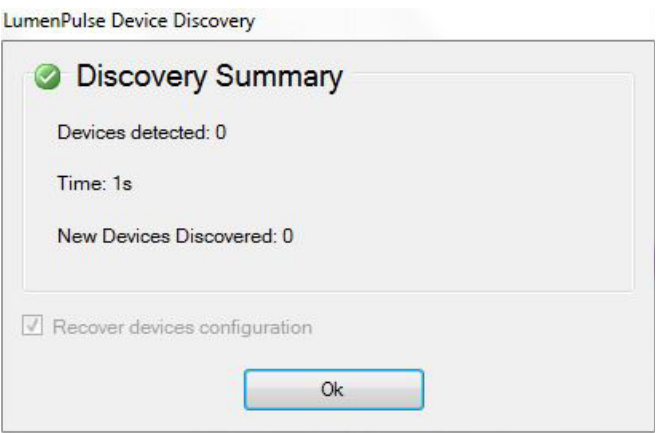 LumenPulse Device Discovery
Discovery Summary
Devices detected: 0
Time: 1s
New Devices Discovered: 0
Recover devices configuration
Ok